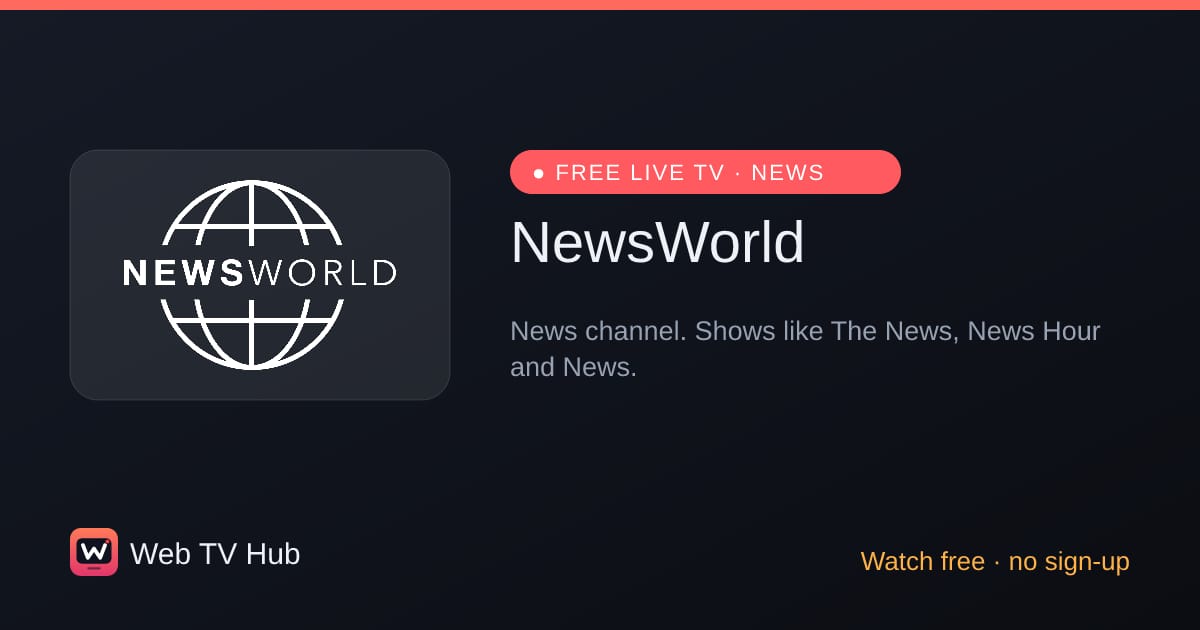 NEWSWORLD
● FREE LIVE TV · NEWS
NewsWorld
News channel. Shows like The News, News Hour
and News.
W
Web TV Hub
Watch free · no sign-up